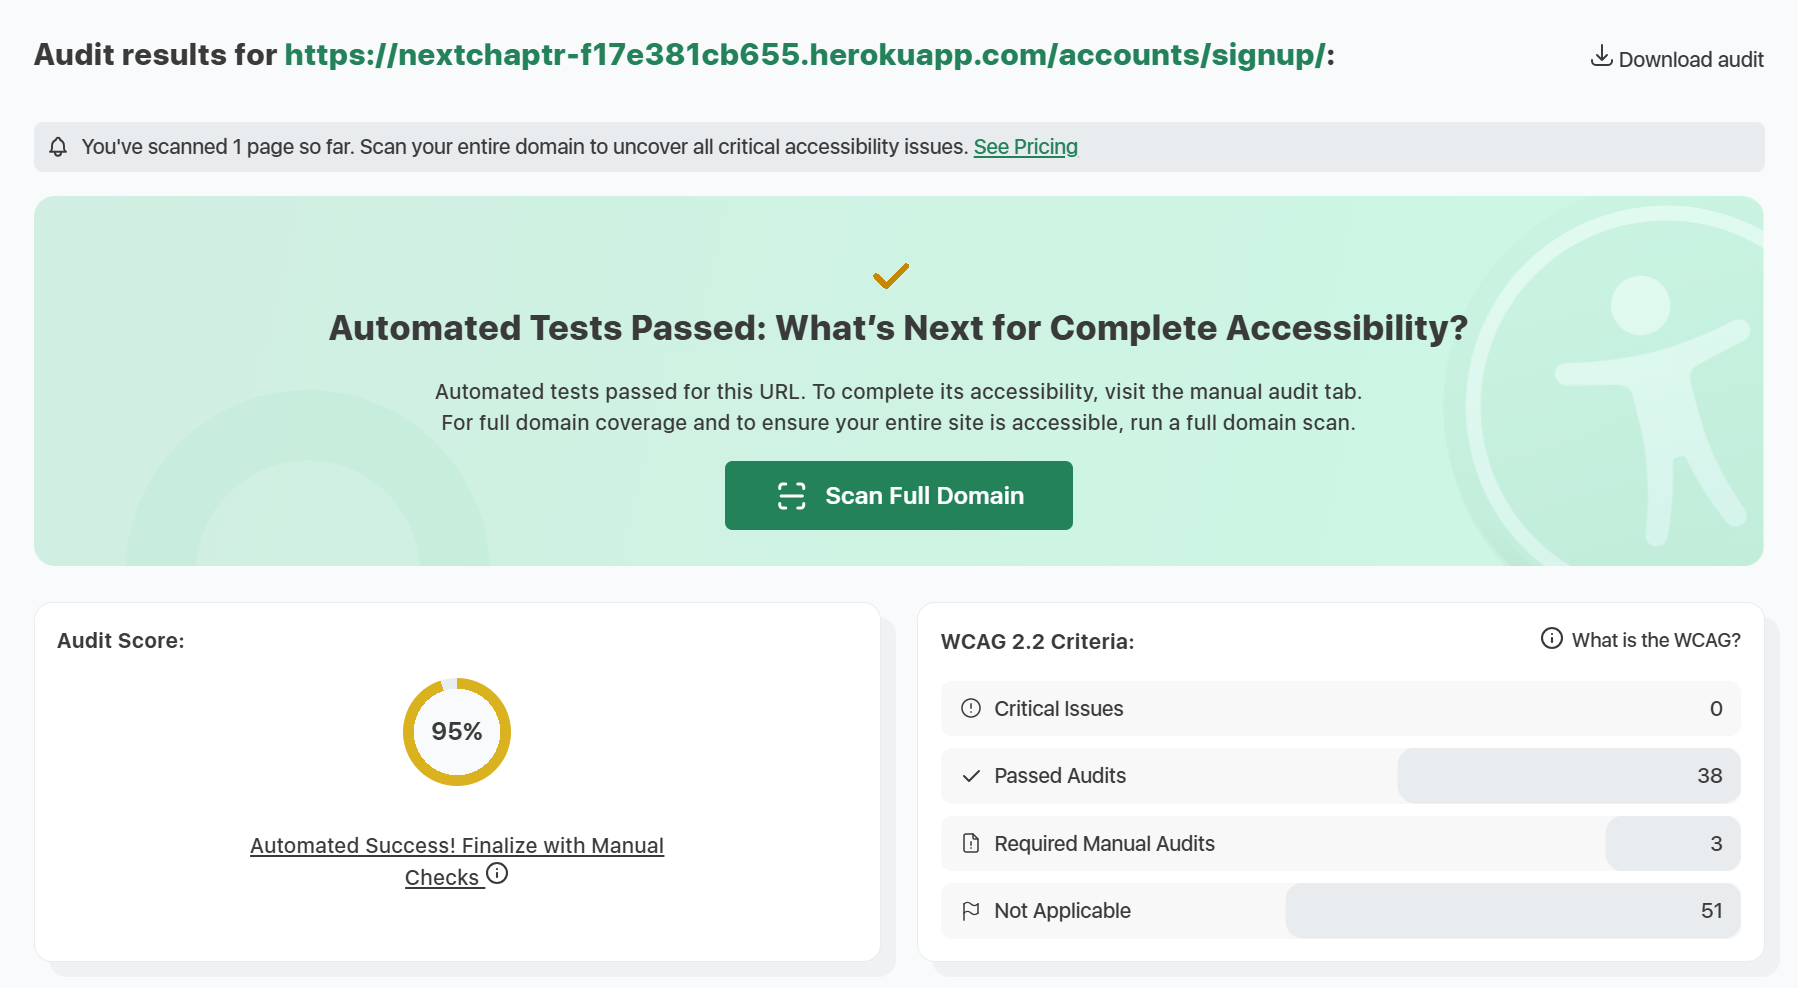 Audit results for https://nextchaptr-f17e381cb655.herokuapp.com/accounts/signup/:
Download audit
You've scanned 1 page so far. Scan your entire domain to uncover all critical accessibility issues. See Pricing
Automated Tests Passed: What’s Next for Complete Accessibility?
Automated tests passed for this URL. To complete its accessibility, visit the manual audit tab.
For full domain coverage and to ensure your entire site is accessible, run a full domain scan.
Scan Full Domain
Audit Score:
95%
Automated Success! Finalize with Manual
Checks
WCAG 2.2 Criteria:
What is the WCAG?
Critical Issues 0
Passed Audits 38
Required Manual Audits 3
Not Applicable 51